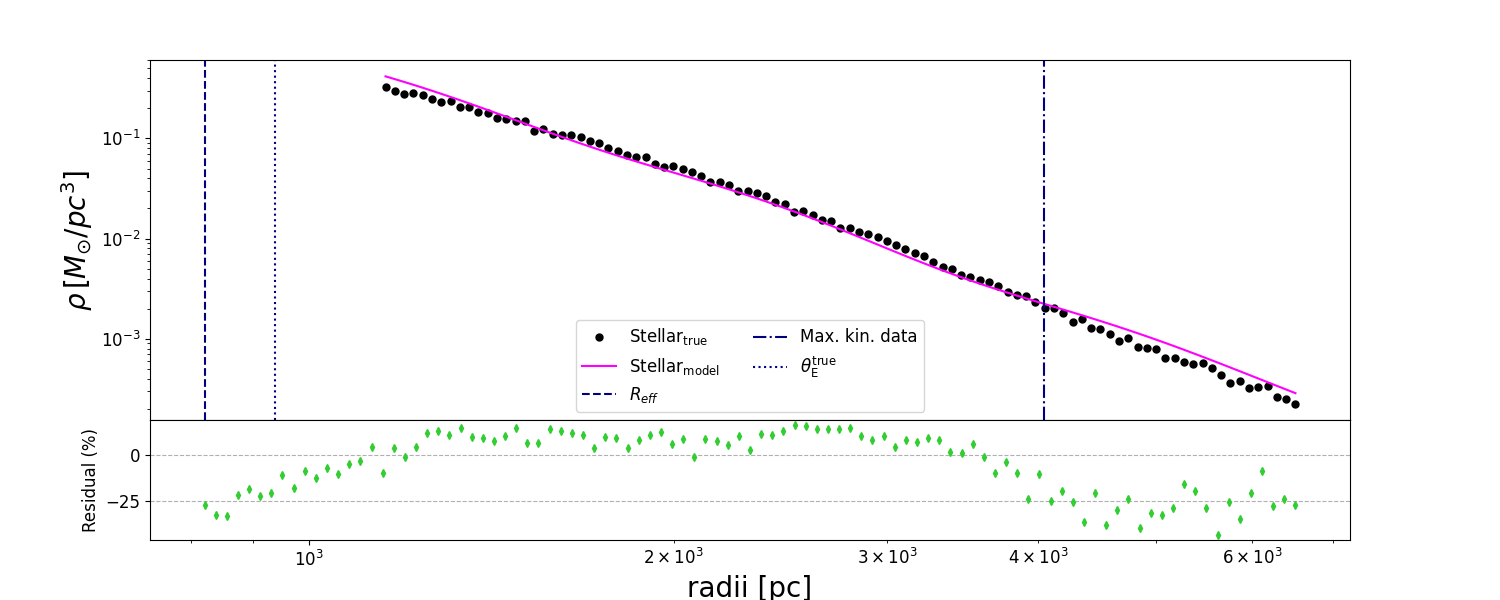 ρ [M⊙/pc³]
10⁻¹
10⁻²
10⁻³
Stellar_true
Stellar_model
R_eff
Max. kin. data
θ_E^true
Residual (%)
0
−25
10³
2 × 10³
3 × 10³
4 × 10³
6 × 10³
radii [pc]